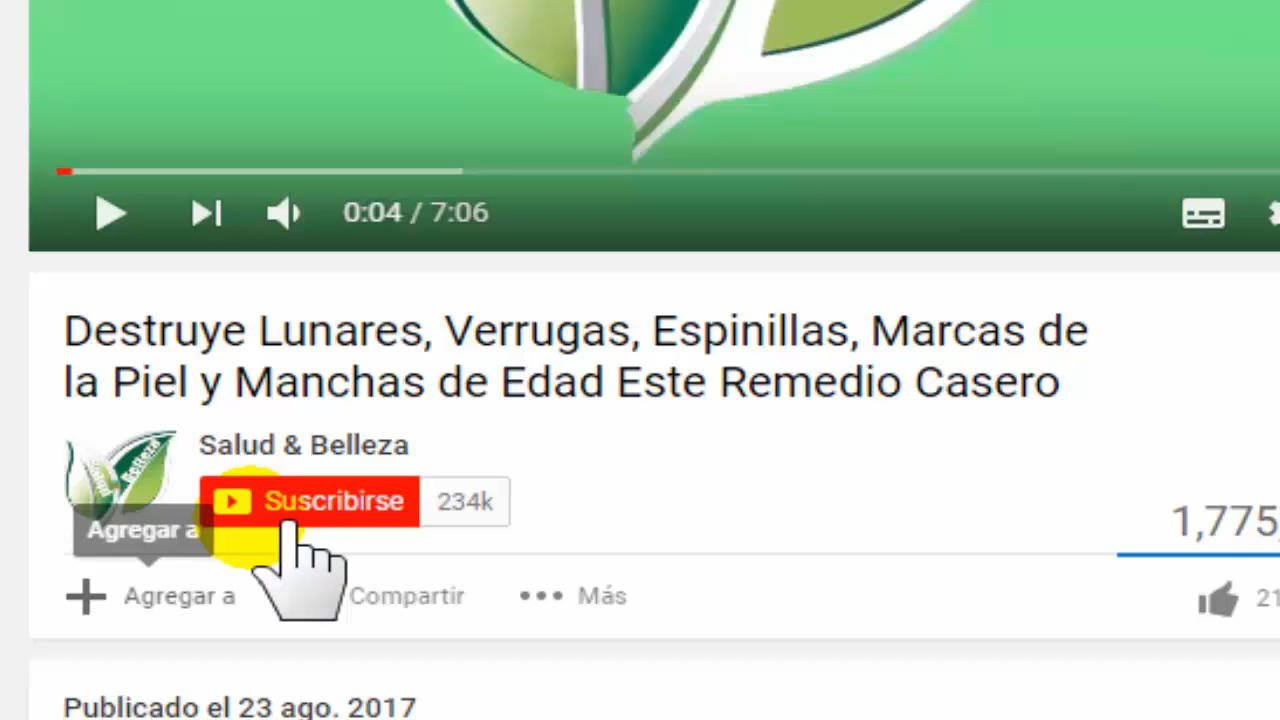 0:04 / 7:06
Destruye Lunares, Verrugas, Espinillas, Marcas de
la Piel y Manchas de Edad Este Remedio Casero
Salud & Belleza
Suscribirse 234k
Agregar a
1,775,
Agregar a Compartir Más
21
Publicado el 23 ago. 2017